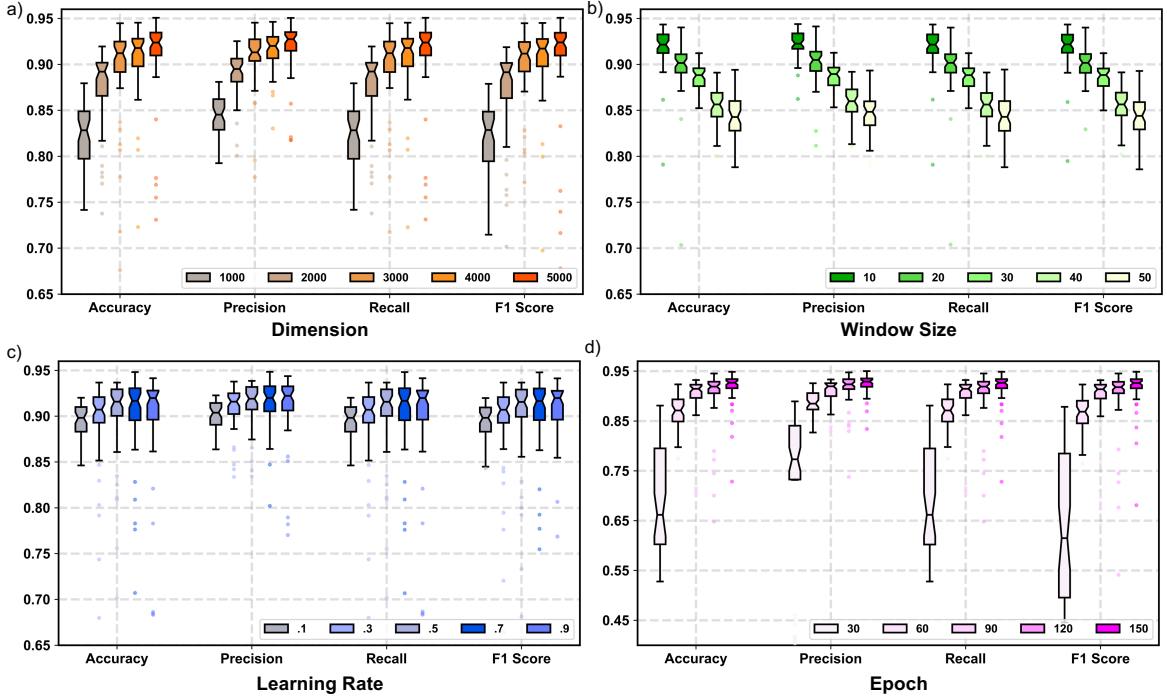 a)
0.95
0.90
0.85
0.80
0.75
0.70
0.65
1000 2000 3000 4000 5000
Accuracy Precision Recall F1 Score
Dimension
b)
0.95
0.90
0.85
0.80
0.75
0.70
0.65
10 20 30 40 50
Accuracy Precision Recall F1 Score
Window Size
c)
0.95
0.90
0.85
0.80
0.75
0.70
0.65
.1 .3 .5 .7 .9
Accuracy Precision Recall F1 Score
Learning Rate
d)
0.95
0.85
0.75
0.65
0.55
0.45
30 60 90 120 150
Accuracy Precision Recall F1 Score
Epoch